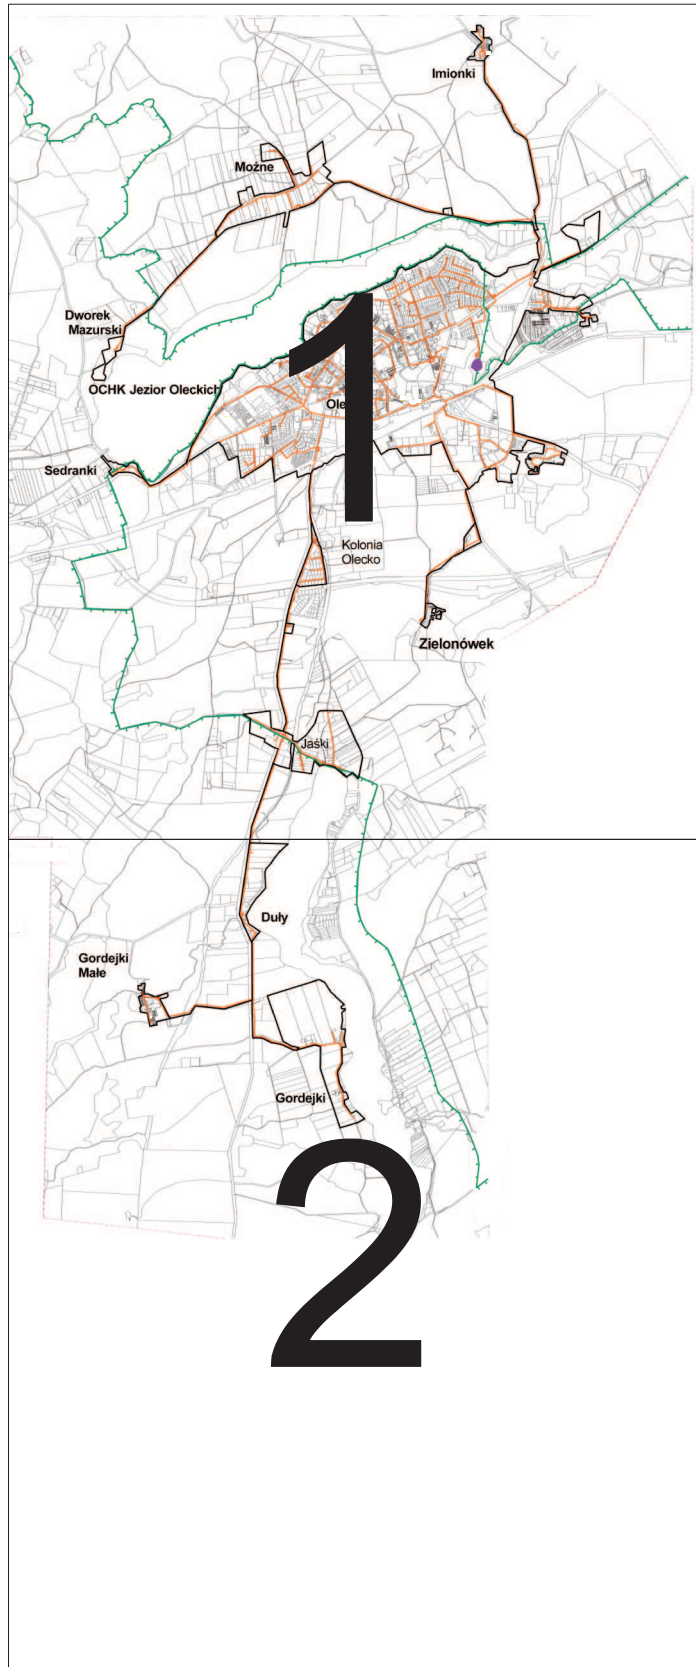 Imionki
Możne
Dworek
Mazurski
1
OCHK Jezior Oleckich
Sedranki
Kolonia
Olecko
Zielonówek
Jaśki
Duły
Gordejki
Małe
Gordejki
2